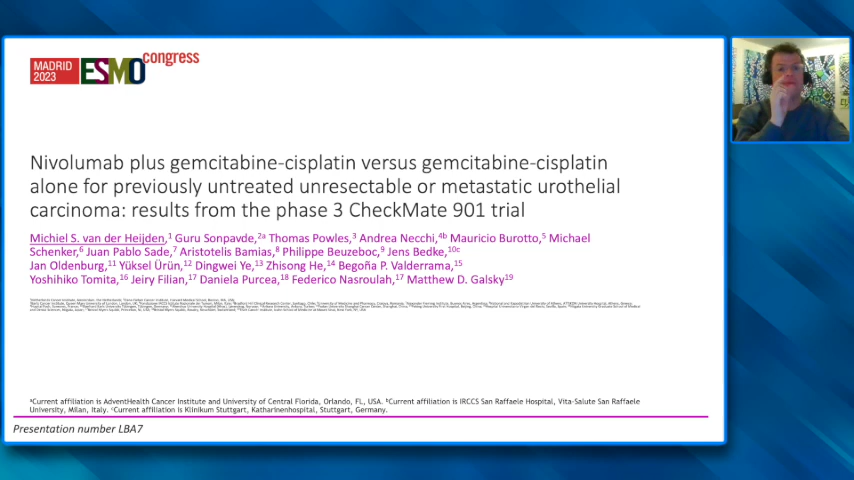 MADRID
2023
ESMO
congress
Nivolumab plus gemcitabine-cisplatin versus gemcitabine-cisplatin
alone for previously untreated unresectable or metastatic urothelial
carcinoma: results from the phase 3 CheckMate 901 trial
Michiel S. van der Heijden,¹ Guru Sonpavde,²ᵃ Thomas Powles,³ Andrea Necchi,⁴ᵇ Mauricio Burotto,⁵ Michael
Schenker,⁶ Juan Pablo Sade,⁷ Aristotelis Bamias,⁸ Philippe Beuzeboc,⁹ Jens Bedke,¹⁰ᶜ
Jan Oldenburg,¹¹ Yüksel Ürün,¹² Dingwei Ye,¹³ Zhisong He,¹⁴ Begoña P. Valderrama,¹⁵
Yoshihiko Tomita,¹⁶ Jeiry Filian,¹⁷ Daniela Purcea,¹⁸ Federico Nasroulah,¹⁷ Matthew D. Galsky¹⁹
ᵃCurrent affiliation is AdventHealth Cancer Institute and University of Central Florida, Orlando, FL, USA. ᵇCurrent affiliation is IRCCS San Raffaele Hospital, Vita-Salute San Raffaele
University, Milan, Italy. ᶜCurrent affiliation is Klinikum Stuttgart, Katharinenhospital, Stuttgart, Germany.
Presentation number LBA7